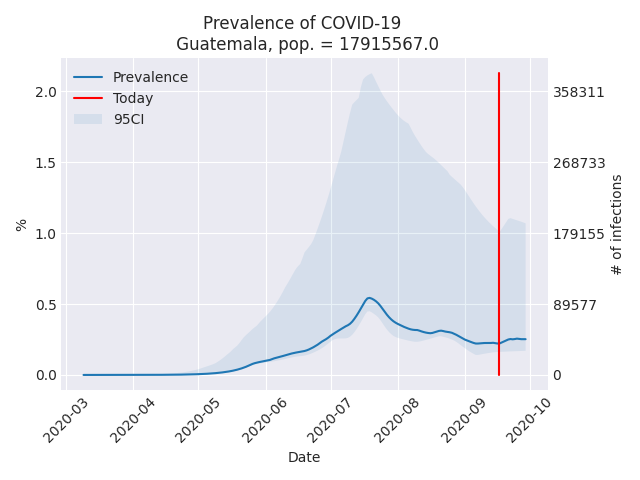 Prevalence of COVID-19
Guatemala, pop. = 17915567.0
Prevalence
Today
95CI
2.0
1.5
1.0
0.5
0.0
%
358311
268733
179155
89577
0
# of infections
2020-03
2020-04
2020-05
2020-06
2020-07
2020-08
2020-09
2020-10
Date